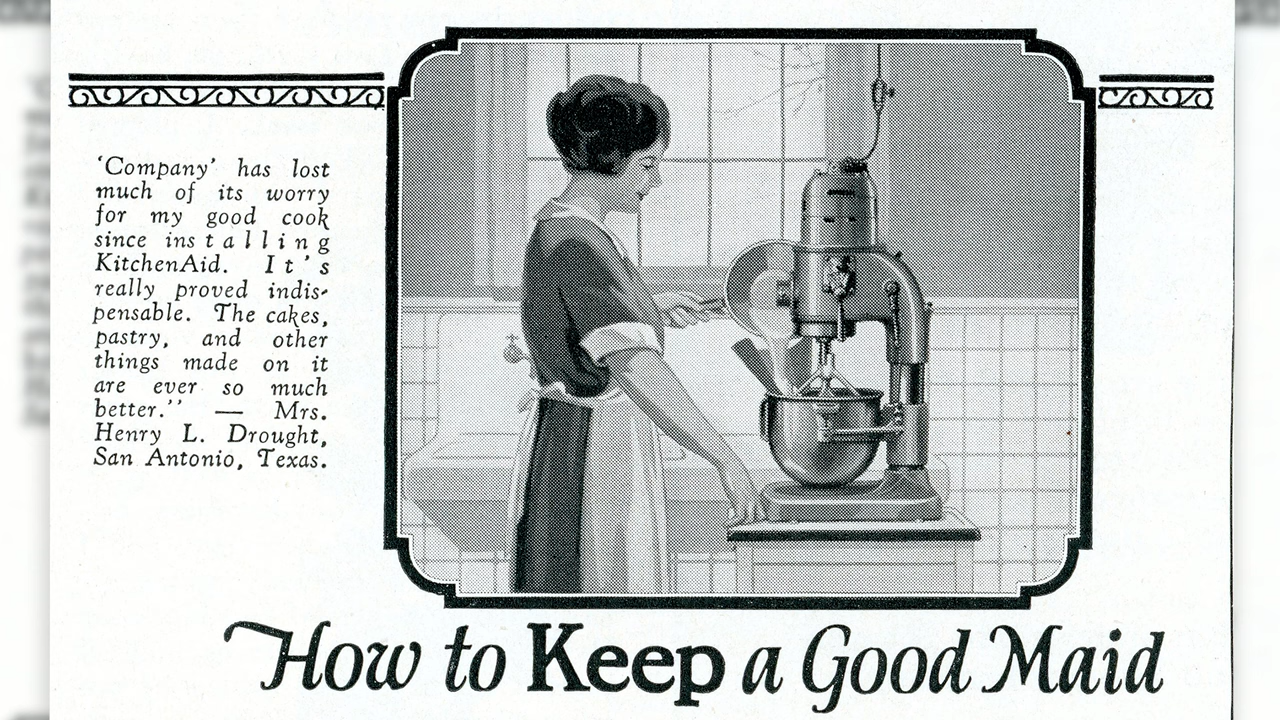 ‘Company’ has lost
much of its worry
for my good cook
since installing
KitchenAid. It’s
really proved indis-
pensable. The cakes,
pastry, and other
things made on it
are ever so much
better.” — Mrs.
Henry L. Drought,
San Antonio, Texas.
How to Keep a Good Maid